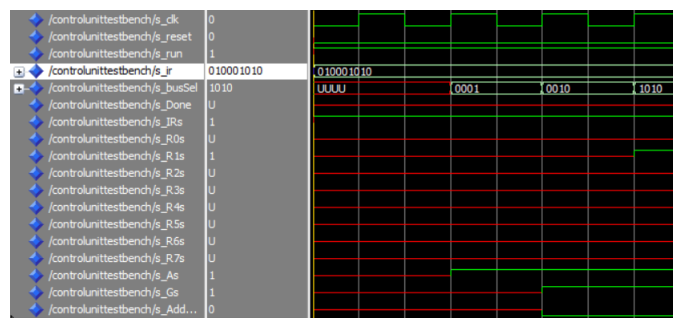 /controlunittestbench/s_clk 0
/controlunittestbench/s_reset 0
/controlunittestbench/s_run 1
/controlunittestbench/s_ir 010001010 010001010
/controlunittestbench/s_busSel 1010 UUUU 0001 0010 1010
/controlunittestbench/s_Done U
/controlunittestbench/s_IRs 1
/controlunittestbench/s_R0s U
/controlunittestbench/s_R1s 1
/controlunittestbench/s_R2s U
/controlunittestbench/s_R3s U
/controlunittestbench/s_R4s U
/controlunittestbench/s_R5s U
/controlunittestbench/s_R6s U
/controlunittestbench/s_R7s U
/controlunittestbench/s_As 1
/controlunittestbench/s_Gs 1
/controlunittestbench/s_Add... 0